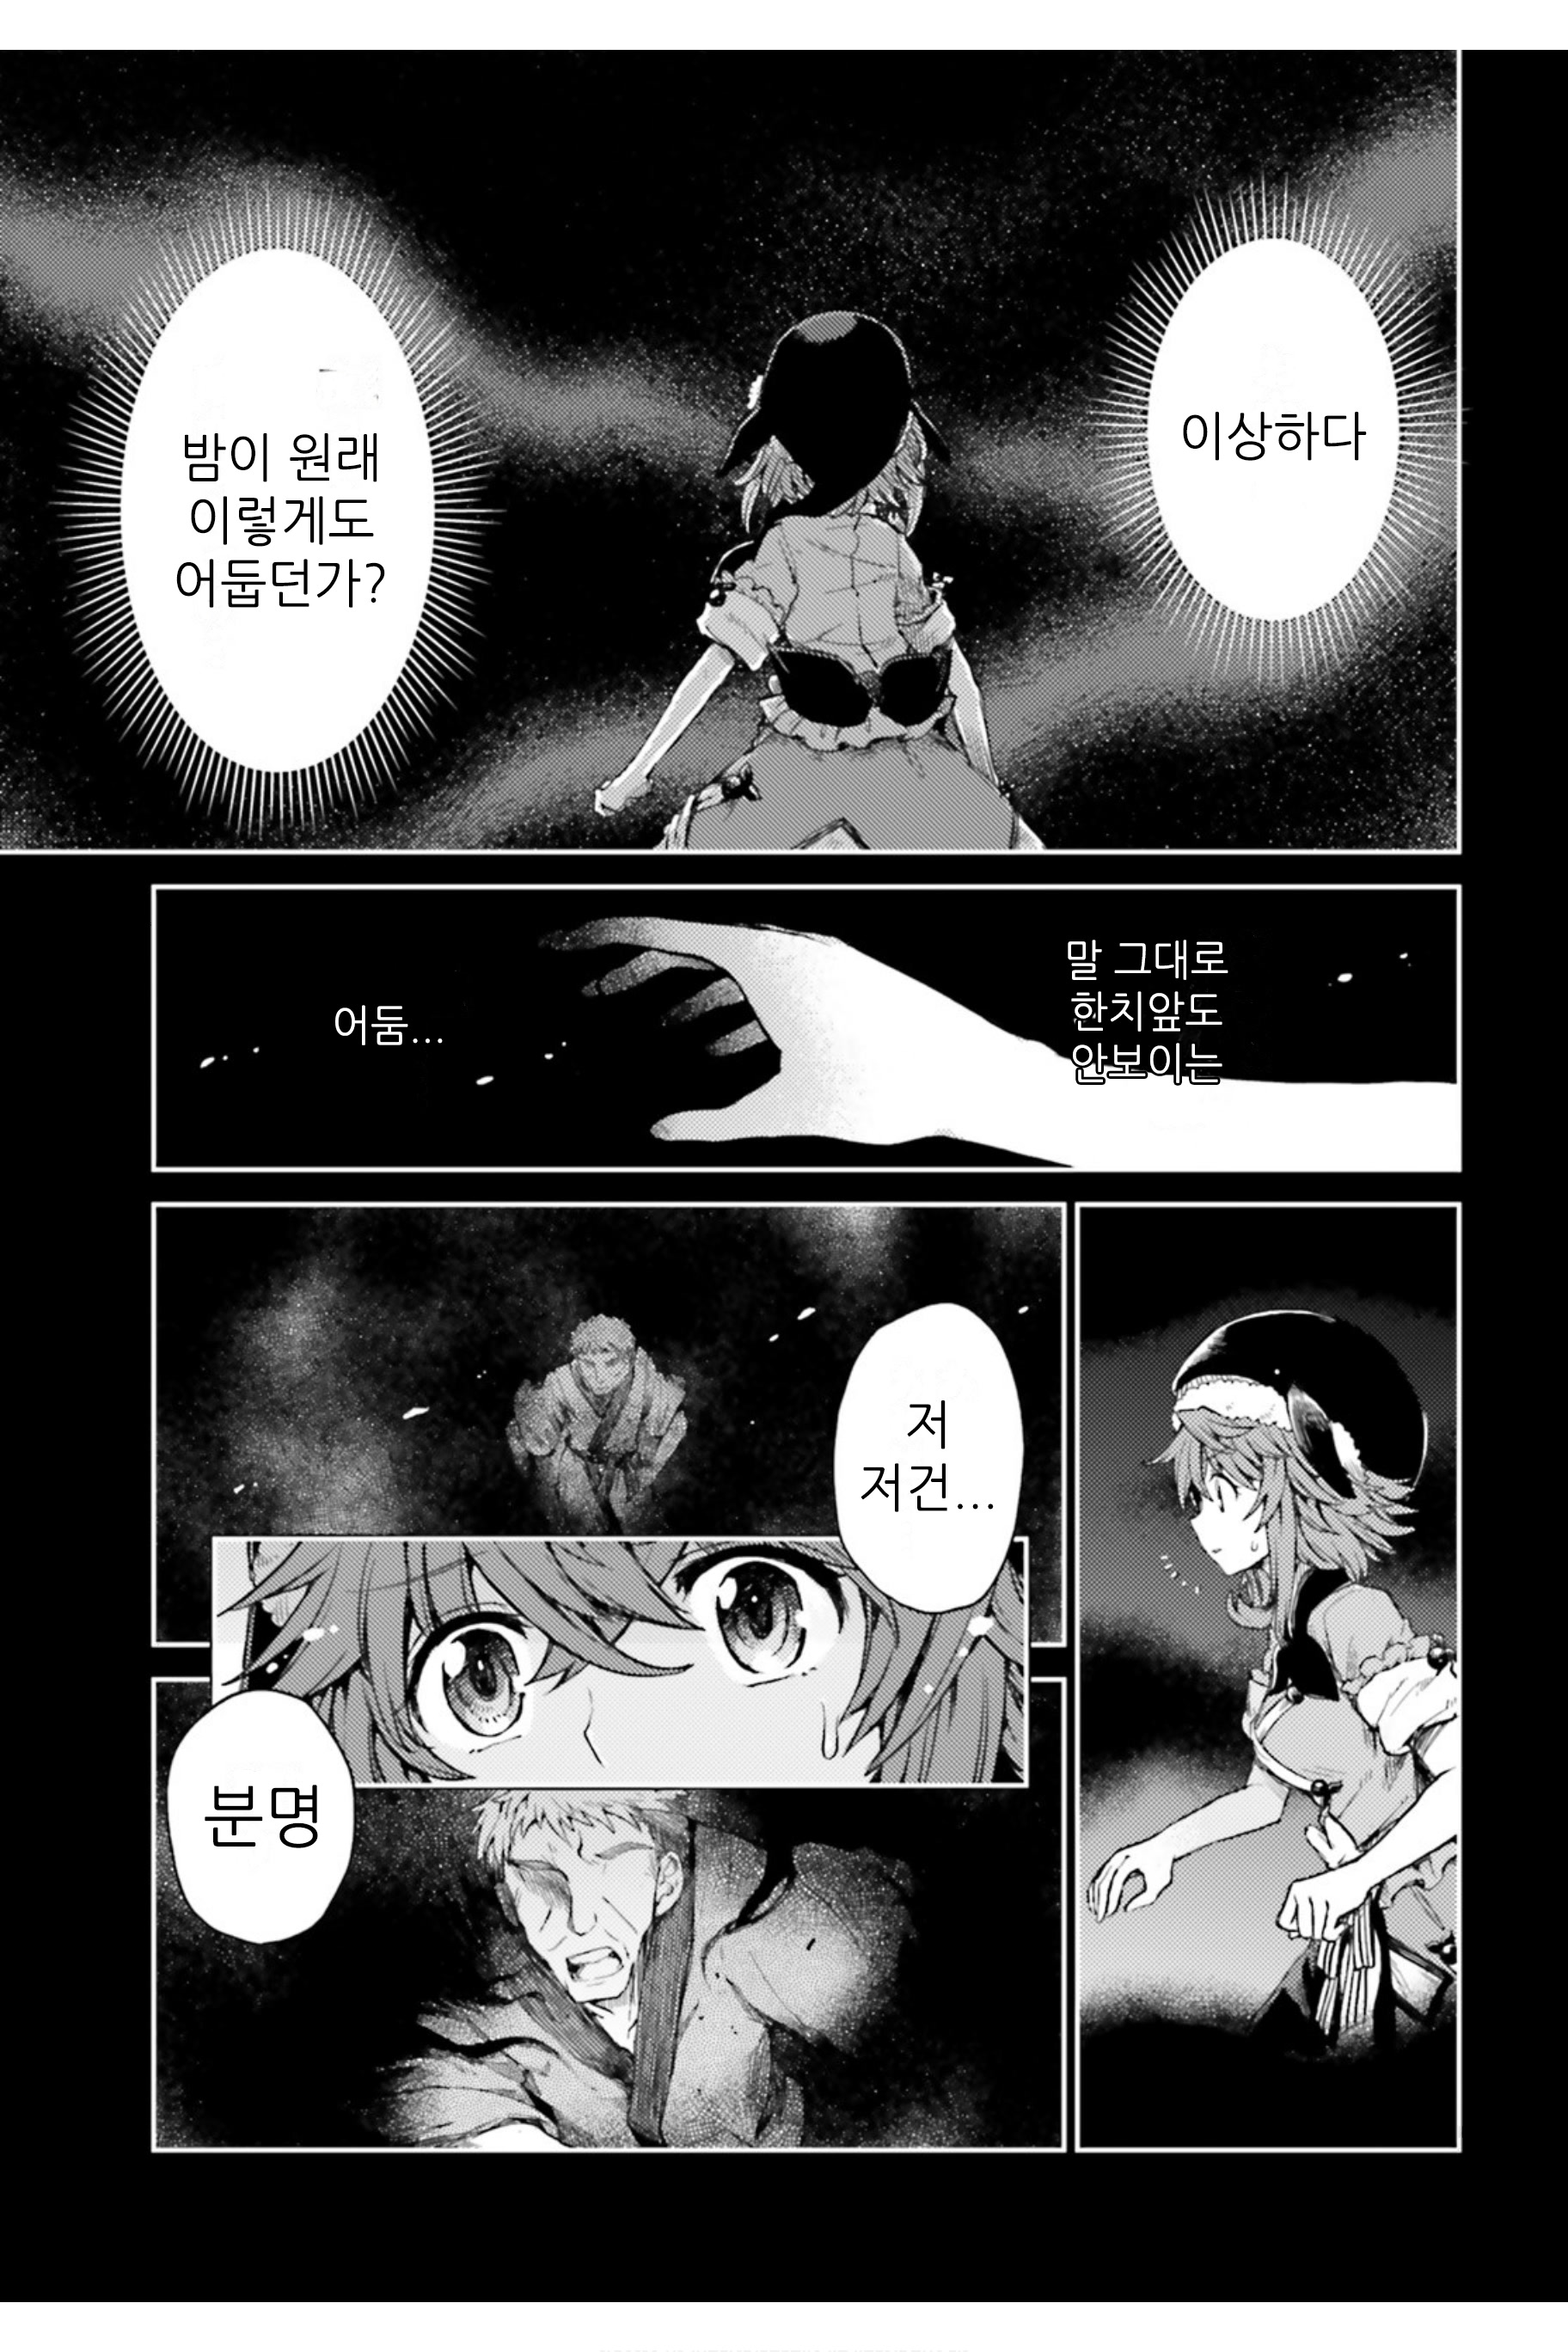 이상하다
밤이 원래
이렇게도
어둡던가?
말 그대로
한치앞도
안보이는
어둠...
저
저건...
분명